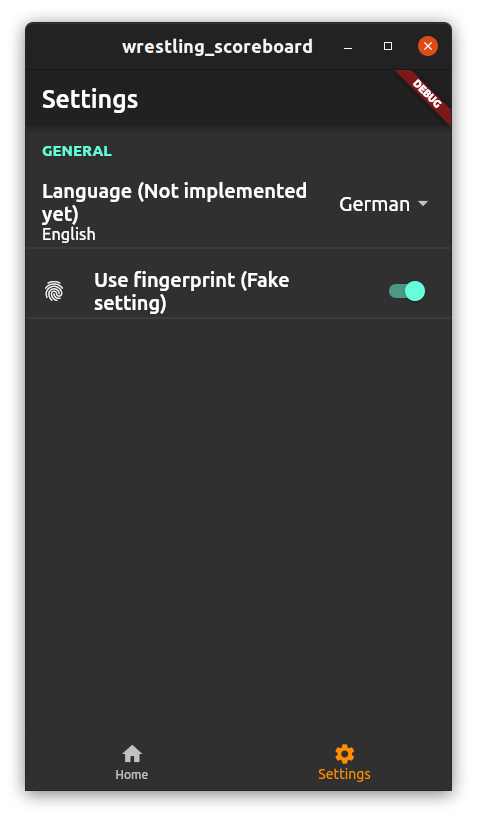 wrestling_scoreboard
Settings
DEBUG
GENERAL
Language (Not implemented
yet)
English
German
Use fingerprint (Fake
setting)
Home
Settings